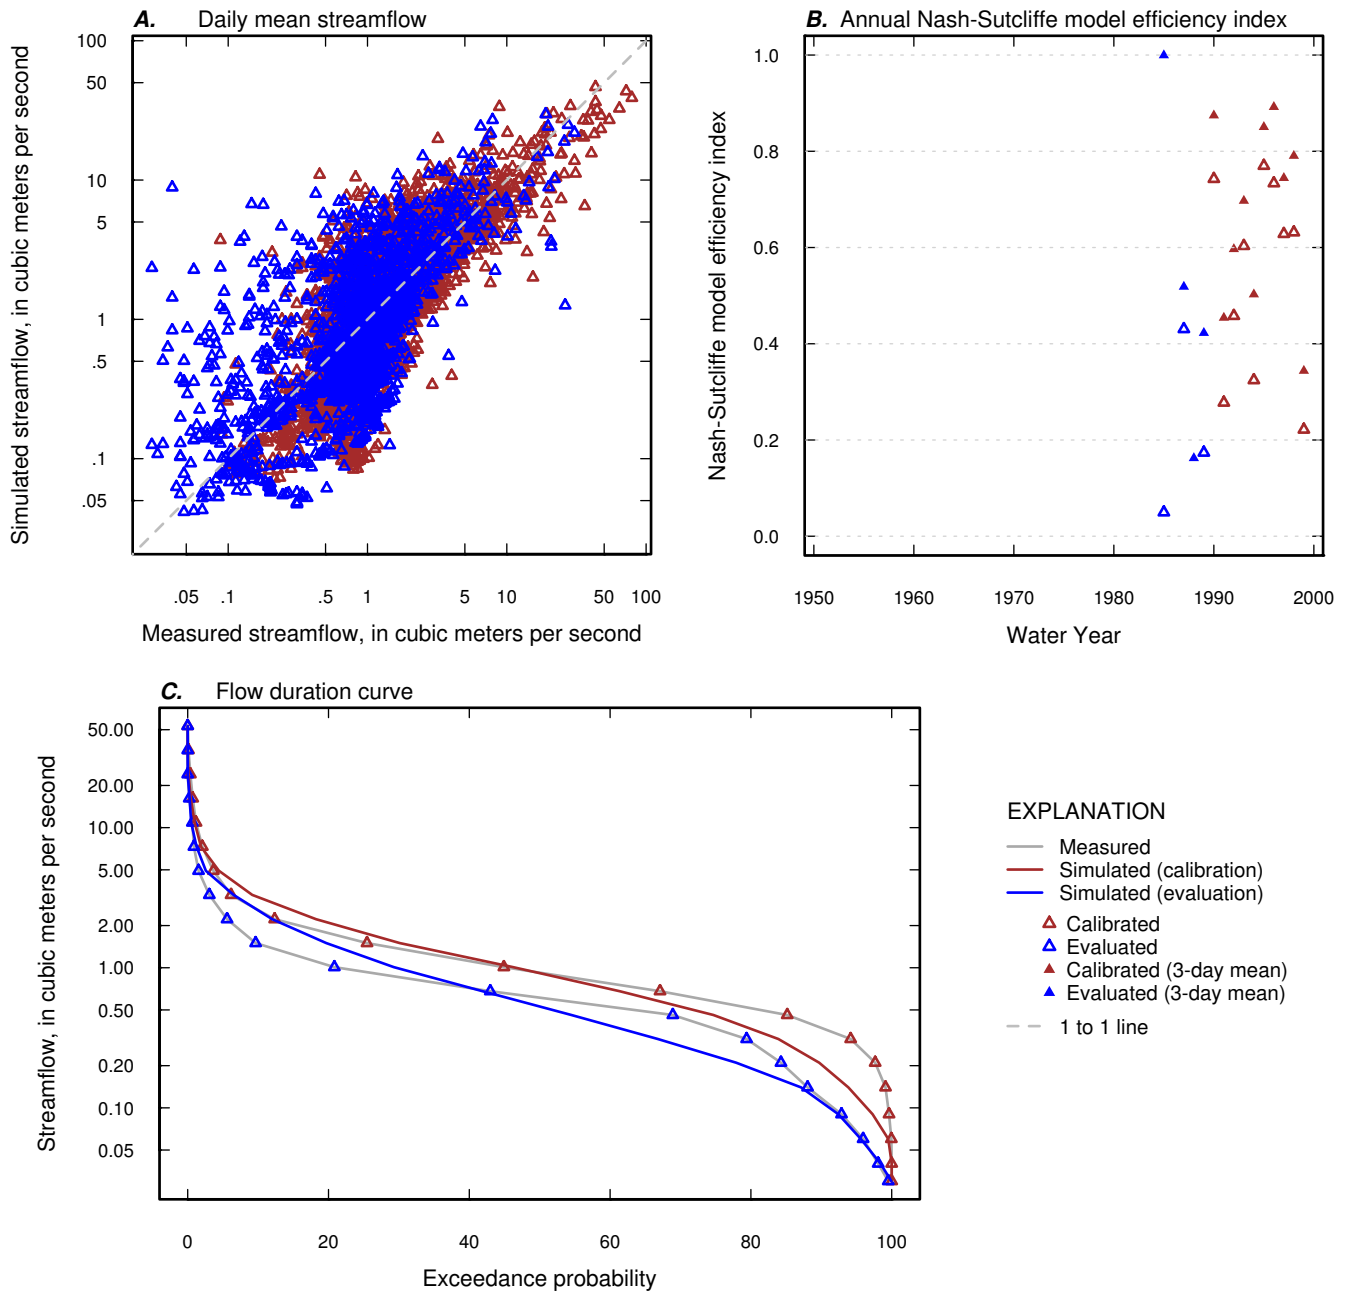 A. Daily mean streamflow
Simulated streamflow, in cubic meters per second
100
50
10
5
1
.5
.1
.05
.05 .1 .5 1 5 10 50 100
Measured streamflow, in cubic meters per second
B. Annual Nash-Sutcliffe model efficiency index
Nash-Sutcliffe model efficiency index
1.0
0.8
0.6
0.4
0.2
0.0
1950 1960 1970 1980 1990 2000
Water Year
C. Flow duration curve
Streamflow, in cubic meters per second
50.00
20.00
10.00
5.00
2.00
1.00
0.50
0.20
0.10
0.05
0 20 40 60 80 100
Exceedance probability
EXPLANATION
Measured
Simulated (calibration)
Simulated (evaluation)
Calibrated
Evaluated
Calibrated (3-day mean)
Evaluated (3-day mean)
1 to 1 line